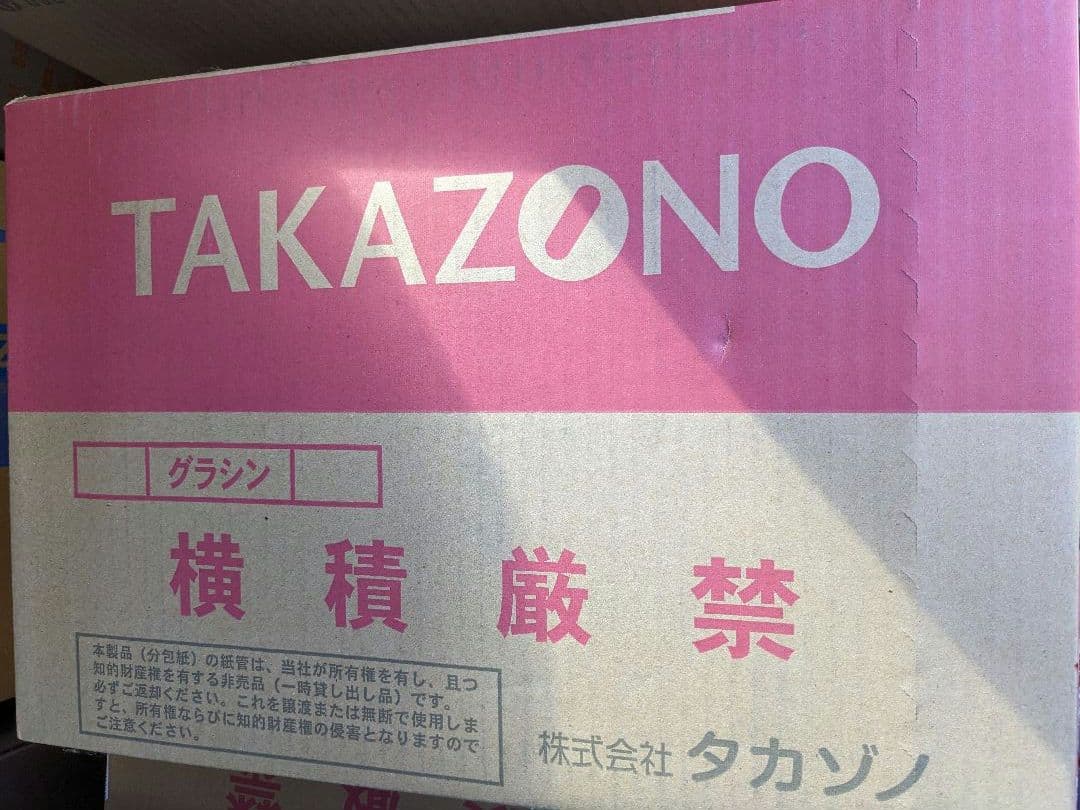 TAKAZONO
グラシン
横積厳禁
本製品（分包紙）の紙管は、当社が所有権を有し、且つ
知的財産権を有する非売品（一時貸し出し品）です。
必ずご返却ください。これを譲渡または無断で使用しま
すと、所有権ならびに知的財産権の侵害となりますので
ご注意ください。
株式会社 タカゾノ